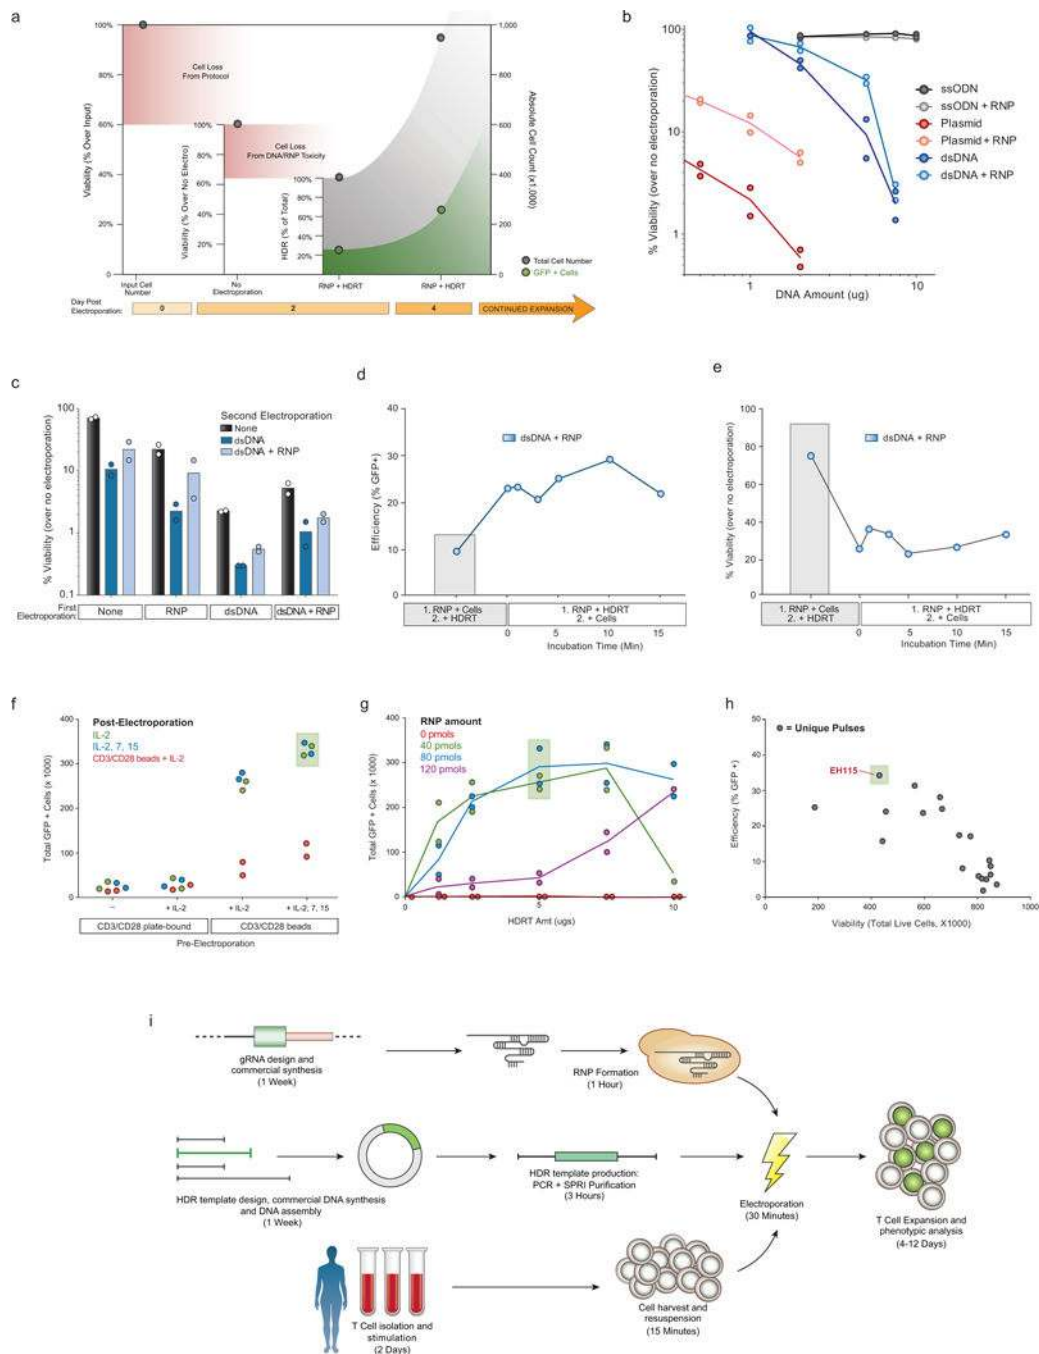 a
100%
80%
60%
40%
20%
0%
Viability (% Over Input)
Cell Loss
From Protocol
100%
80%
60%
40%
20%
0%
Viability (% Over No Electro)
Cell Loss
From DNA/RNP Toxicity
100%
80%
60%
40%
20%
0%
HDR (% of Total)
1,000
800
600
400
200
0
Absolute Cell Count (x1,000)
Total Cell Number
GFP + Cells
Input Cell
Number
No
Electroporation
RNP + HDRT
RNP + HDRT
Day Post
Electroporation:
0
2
4
CONTINUED EXPANSION
b
100
10
1
% Viability (over no electroporation)
1
10
DNA Amount (ug)
ssODN
ssODN + RNP
Plasmid
Plasmid + RNP
dsDNA
dsDNA + RNP
c
100
10
1
0.1
% Viability (over no electroporation)
Second Electroporation
None
dsDNA
dsDNA + RNP
First
Electroporation:
None
RNP
dsDNA
dsDNA + RNP
d
40
30
20
10
0
Efficiency (% GFP+)
dsDNA + RNP
1. RNP + Cells
2. + HDRT
1. RNP + HDRT
2. + Cells
0
5
10
15
Incubation Time (Min)
e
100
80
60
40
20
0
% Viability (over no electroporation)
dsDNA + RNP
1. RNP + Cells
2. + HDRT
1. RNP + HDRT
2. + Cells
0
5
10
15
Incubation Time (Min)
f
400
300
200
100
0
Total GFP + Cells (x 1000)
Post-Electroporation
IL-2
IL-2, 7, 15
CD3/CD28 beads + IL-2
--
+ IL-2
+ IL-2
+ IL-2, 7, 15
CD3/CD28 plate-bound
CD3/CD28 beads
Pre-Electroporation
g
400
300
200
100
0
Total GFP + Cells (x 1000)
RNP amount
0 pmols
40 pmols
80 pmols
120 pmols
0
5
10
HDRT Amt (ugs)
h
50
40
30
20
10
0
Efficiency (% GFP +)
= Unique Pulses
EH115
0
200
400
600
800
1000
Viability (Total Live Cells, X1000)
i
gRNA design and
commercial synthesis
(1 Week)
RNP Formation
(1 Hour)
HDR template design, commercial DNA synthesis
and DNA assembly
(1 Week)
HDR template production:
PCR + SPRI Purification
(3 Hours)
Electroporation
(30 Minutes)
T Cell Expansion and
phenotypic analysis
(4-12 Days)
T Cell isolation and
stimulation
(2 Days)
Cell harvest and
resuspension
(15 Minutes)